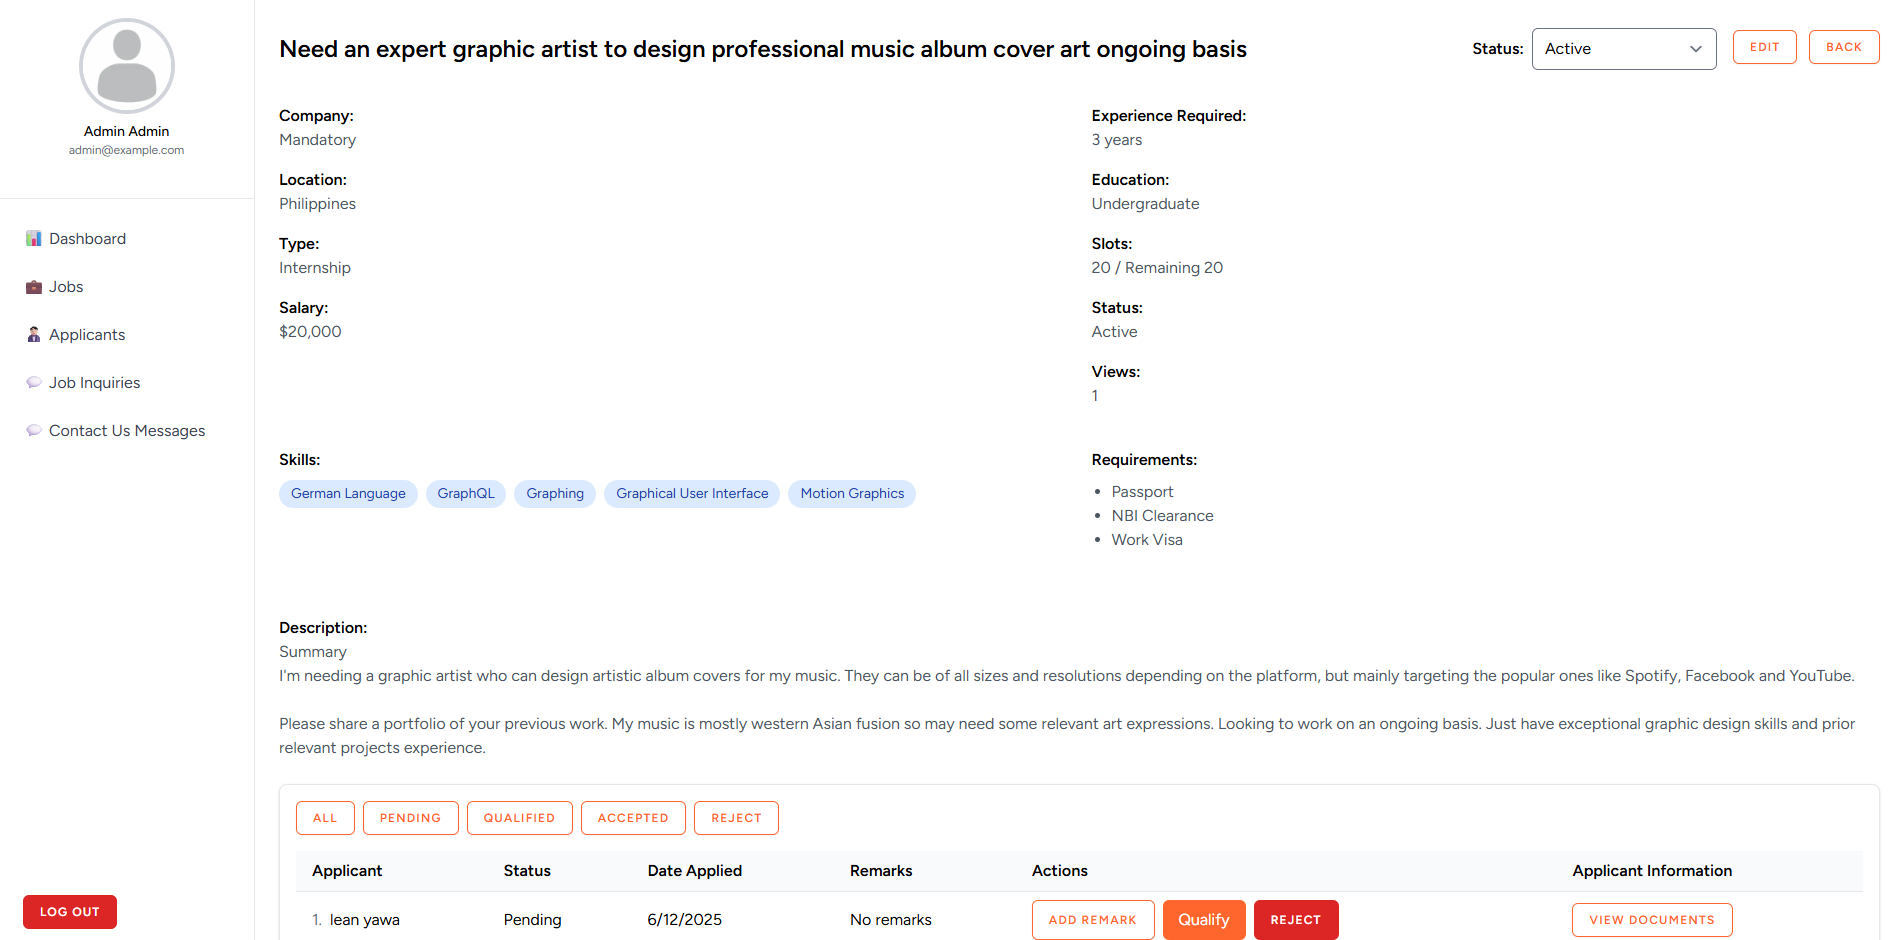 Admin Admin
admin@example.com
Dashboard
Jobs
Applicants
Job Inquiries
Contact Us Messages
LOG OUT
Need an expert graphic artist to design professional music album cover art ongoing basis
Status: Active EDIT BACK
Company:
Mandatory
Location:
Philippines
Type:
Internship
Salary:
$20,000
Experience Required:
3 years
Education:
Undergraduate
Slots:
20 / Remaining 20
Status:
Active
Views:
1
Skills:
German Language GraphQL Graphing Graphical User Interface Motion Graphics
Requirements:
• Passport
• NBI Clearance
• Work Visa
Description:
Summary
I'm needing a graphic artist who can design artistic album covers for my music. They can be of all sizes and resolutions depending on the platform, but mainly targeting the popular ones like Spotify, Facebook and YouTube.
Please share a portfolio of your previous work. My music is mostly western Asian fusion so may need some relevant art expressions. Looking to work on an ongoing basis. Just have exceptional graphic design skills and prior
relevant projects experience.
ALL PENDING QUALIFIED ACCEPTED REJECT
Applicant Status Date Applied Remarks Actions Applicant Information
1. lean yawa Pending 6/12/2025 No remarks ADD REMARK Qualify REJECT VIEW DOCUMENTS